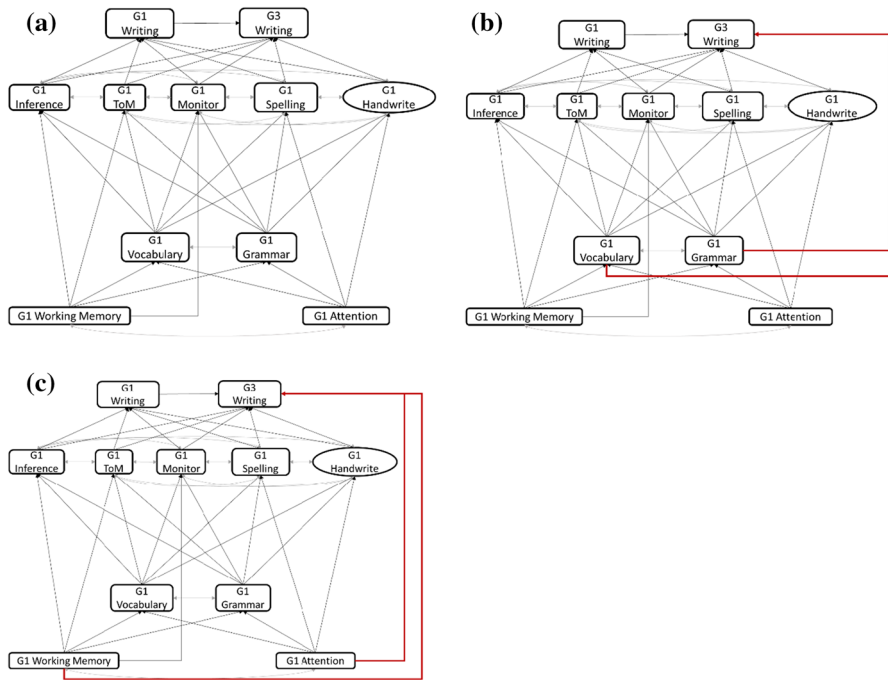 (a)
G1
Writing
G3
Writing
G1
Inference
G1
ToM
G1
Monitor
G1
Spelling
G1
Handwrite
G1
Vocabulary
G1
Grammar
G1 Working Memory
G1 Attention
(b)
G1
Writing
G3
Writing
G1
Inference
G1
ToM
G1
Monitor
G1
Spelling
G1
Handwrite
G1
Vocabulary
G1
Grammar
G1 Working Memory
G1 Attention
(c)
G1
Writing
G3
Writing
G1
Inference
G1
ToM
G1
Monitor
G1
Spelling
G1
Handwrite
G1
Vocabulary
G1
Grammar
G1 Working Memory
G1 Attention